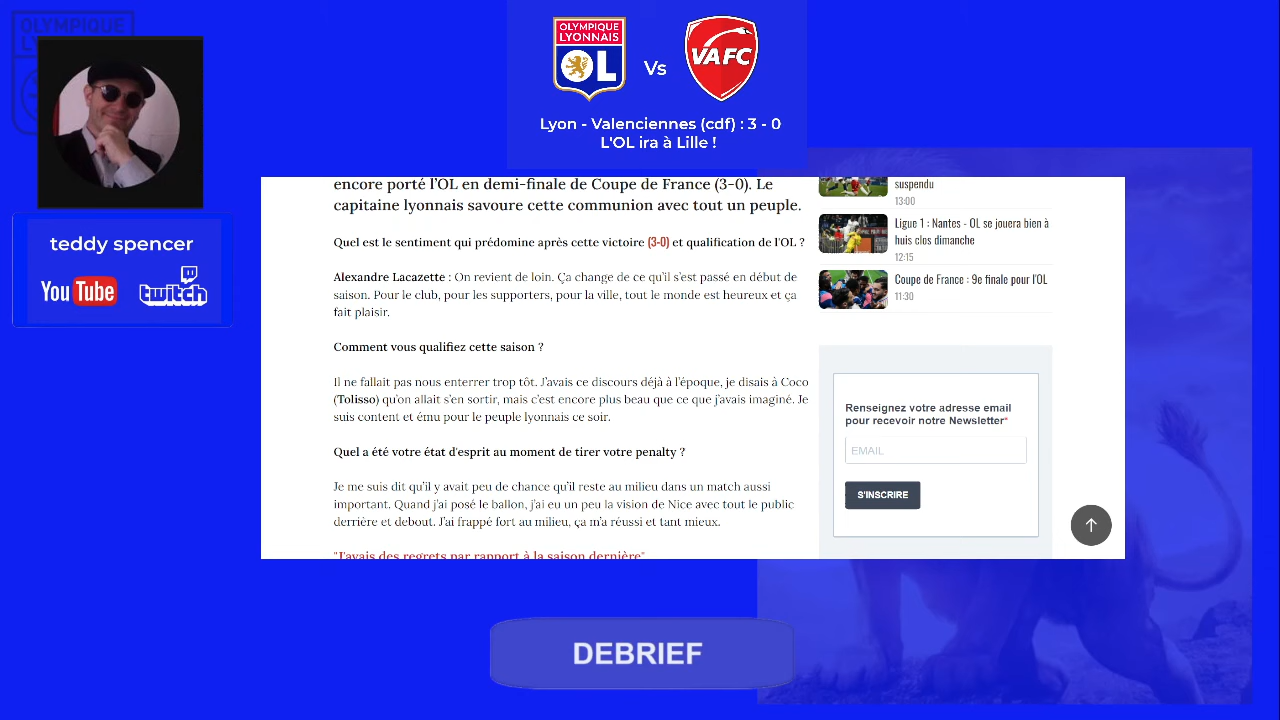 OLYMPIQUE
LYONNAIS
OL
VAFC
Vs
Lyon - Valenciennes (cdf) : 3 - 0
L'OL ira à Lille !
teddy spencer
YouTube
twitch
encore porté l'OL en demi-finale de Coupe de France (3-0). Le
capitaine lyonnais savoure cette communion avec tout un peuple.
Quel est le sentiment qui prédomine après cette victoire (3-0) et qualification de l'OL ?
Alexandre Lacazette : On revient de loin. Ça change de ce qu'il s'est passé en début de
saison. Pour le club, pour les supporters, pour la ville, tout le monde est heureux et ça
fait plaisir.
Comment vous qualifiez cette saison ?
Il ne fallait pas nous enterrer trop tôt. J'avais ce discours déjà à l'époque, je disais à Coco
(Tolisso) qu'on allait s'en sortir, mais c'est encore plus beau que ce que j'avais imaginé. Je
suis content et ému pour le peuple lyonnais ce soir.
Quel a été votre état d'esprit au moment de tirer votre penalty ?
Je me suis dit qu'il y avait peu de chance qu'il reste au milieu dans un match aussi
important. Quand j'ai posé le ballon, j'ai eu un peu la vision de Nice avec tout le public
derrière et debout. J'ai frappé fort au milieu, ça m'a réussi et tant mieux.
"J'avais des regrets par rapport à la saison dernière"
suspendu
13:00
Ligue 1 : Nantes - OL se jouera bien à
huis clos dimanche
12:15
Coupe de France : 9e finale pour l'OL
11:30
Renseignez votre adresse email
pour recevoir notre Newsletter*
EMAIL
S'INSCRIRE
DEBRIEF